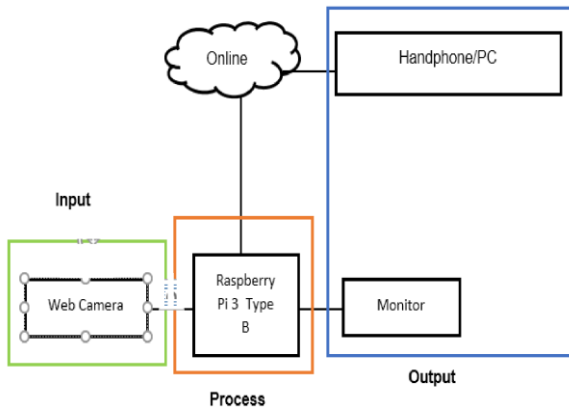 Online
Handphone/PC
Input
Web Camera
Raspberry
Pi 3 Type
B
Monitor
Process
Output